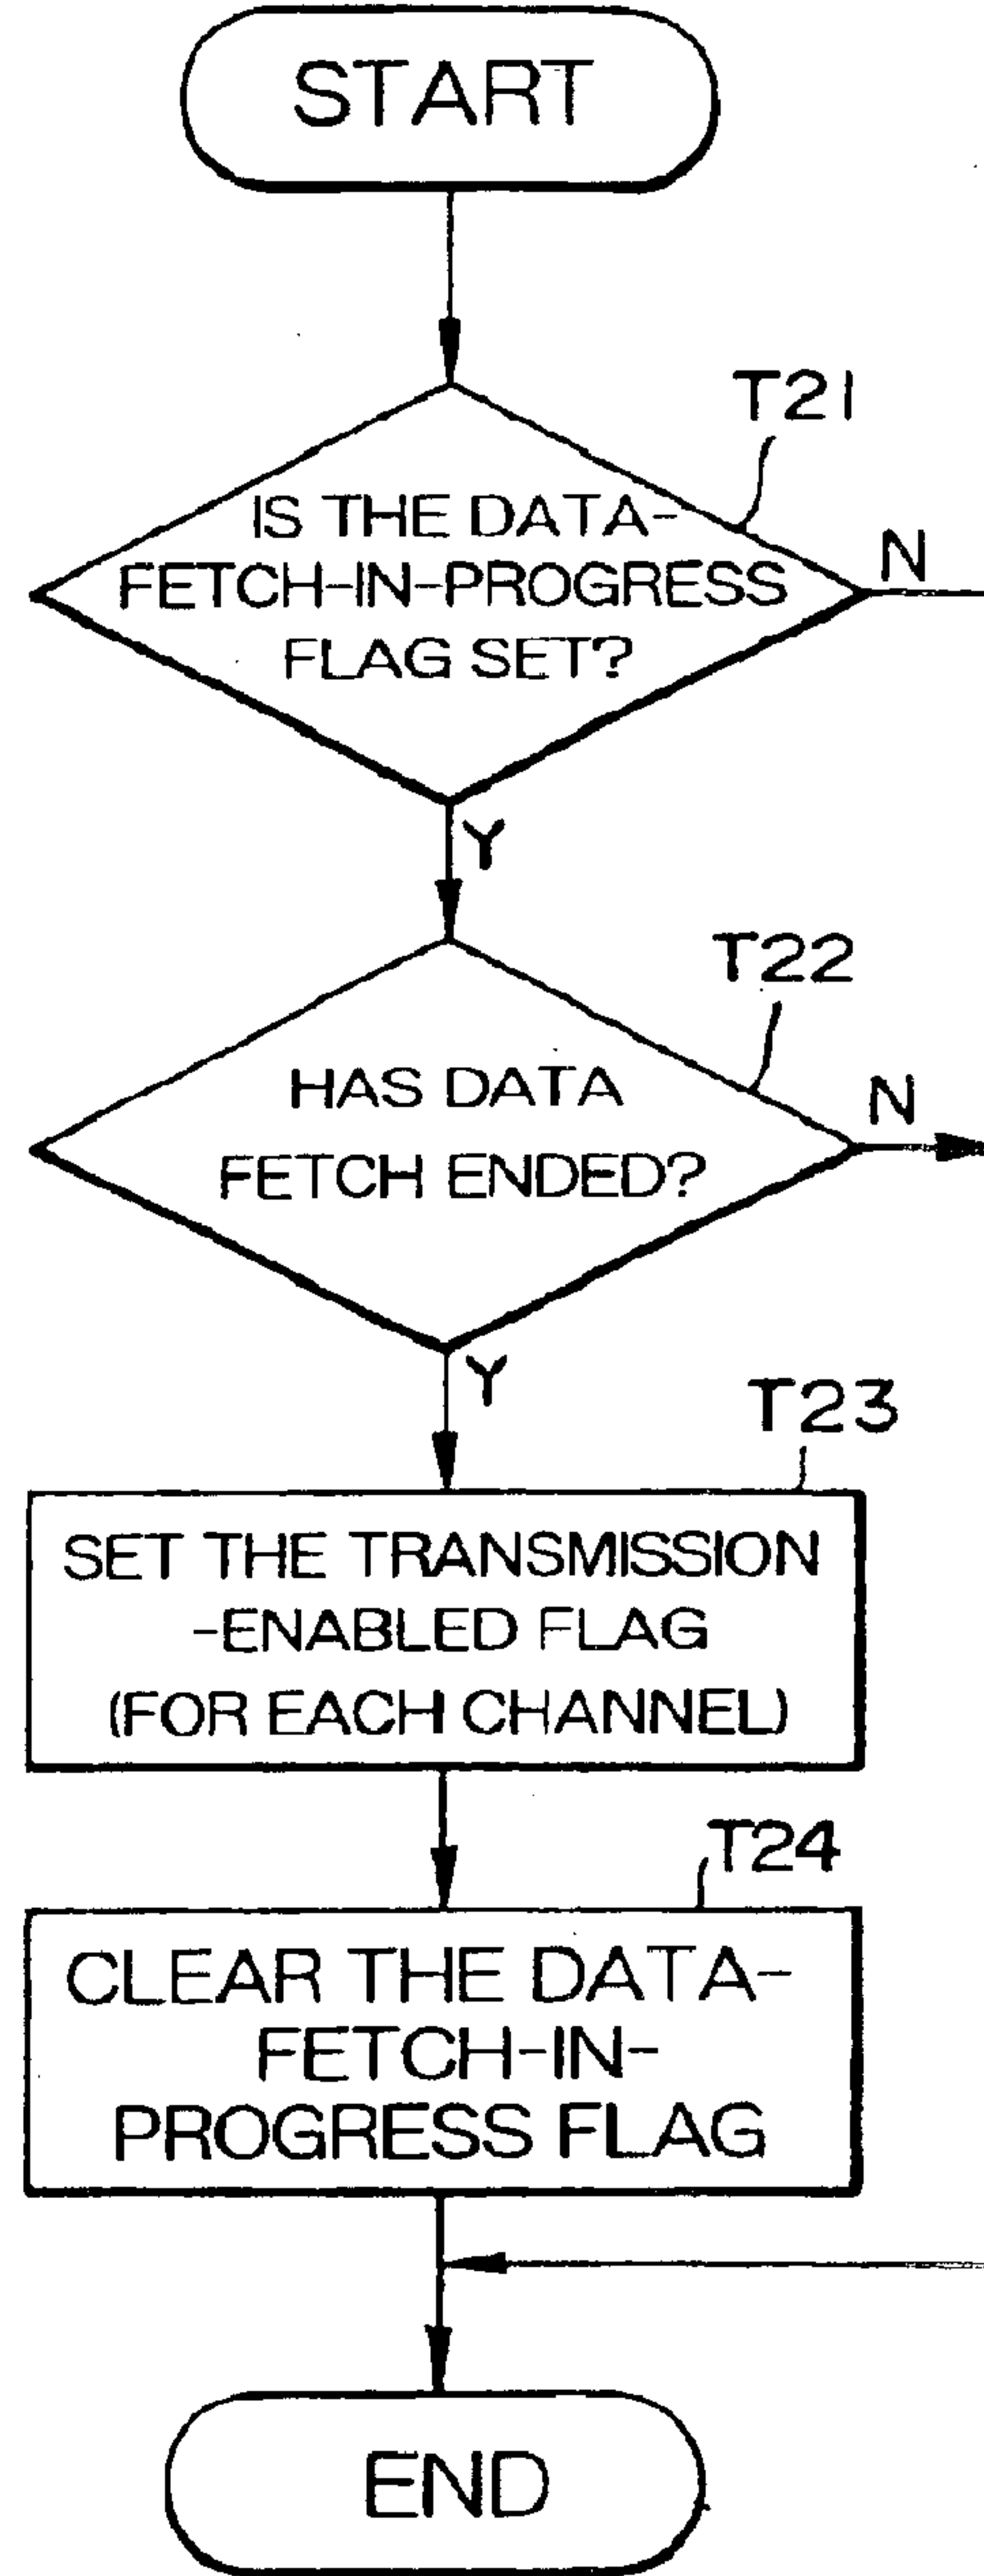 START
T21
IS THE DATA-
FETCH-IN-PROGRESS
FLAG SET?
N
Y
T22
HAS DATA
FETCH ENDED?
N
Y
T23
SET THE TRANSMISSION
-ENABLED FLAG
(FOR EACH CHANNEL)
T24
CLEAR THE DATA-
FETCH-IN-
PROGRESS FLAG
END